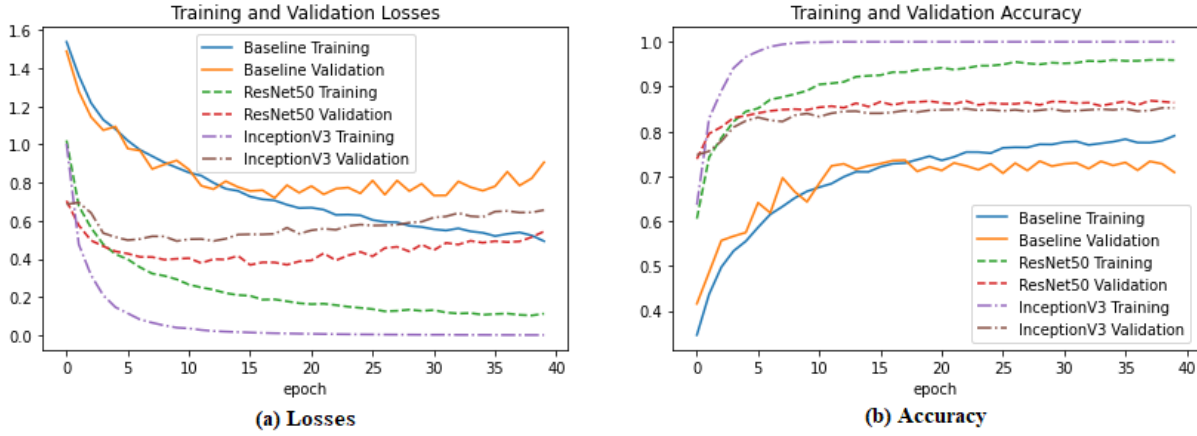 Training and Validation Losses
1.6
1.4
1.2
1.0
0.8
0.6
0.4
0.2
0.0
Baseline Training
Baseline Validation
ResNet50 Training
ResNet50 Validation
InceptionV3 Training
InceptionV3 Validation
0 5 10 15 20 25 30 35 40
epoch
(a) Losses
Training and Validation Accuracy
1.0
0.9
0.8
0.7
0.6
0.5
0.4
Baseline Training
Baseline Validation
ResNet50 Training
ResNet50 Validation
InceptionV3 Training
InceptionV3 Validation
0 5 10 15 20 25 30 35 40
epoch
(b) Accuracy